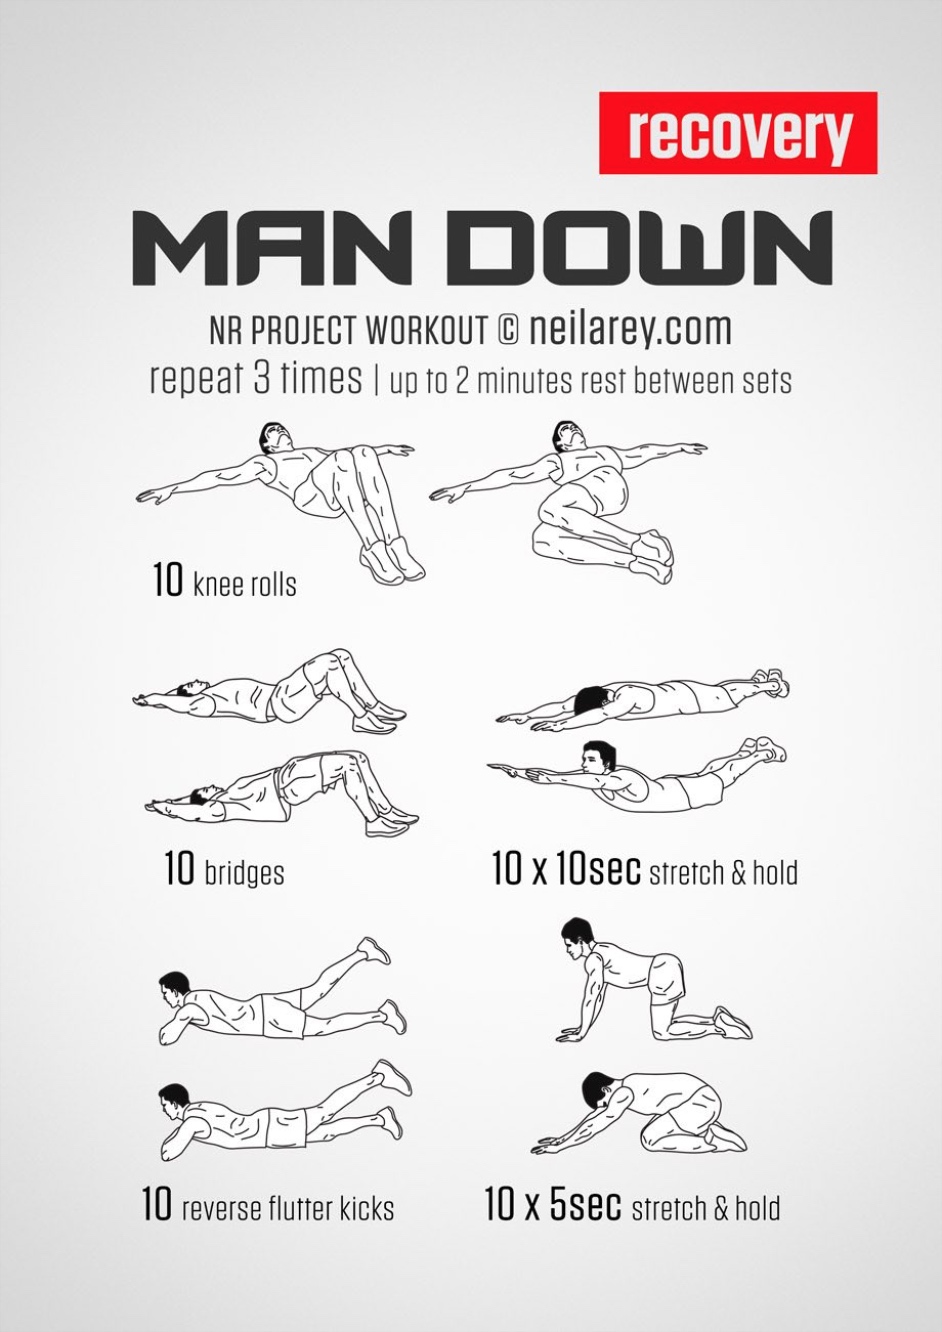 recovery
MAN DOWN
NR PROJECT WORKOUT © neilarey.com
repeat 3 times | up to 2 minutes rest between sets
10 knee rolls
10 bridges
10 x 10sec stretch & hold
10 reverse flutter kicks
10 x 5sec stretch & hold